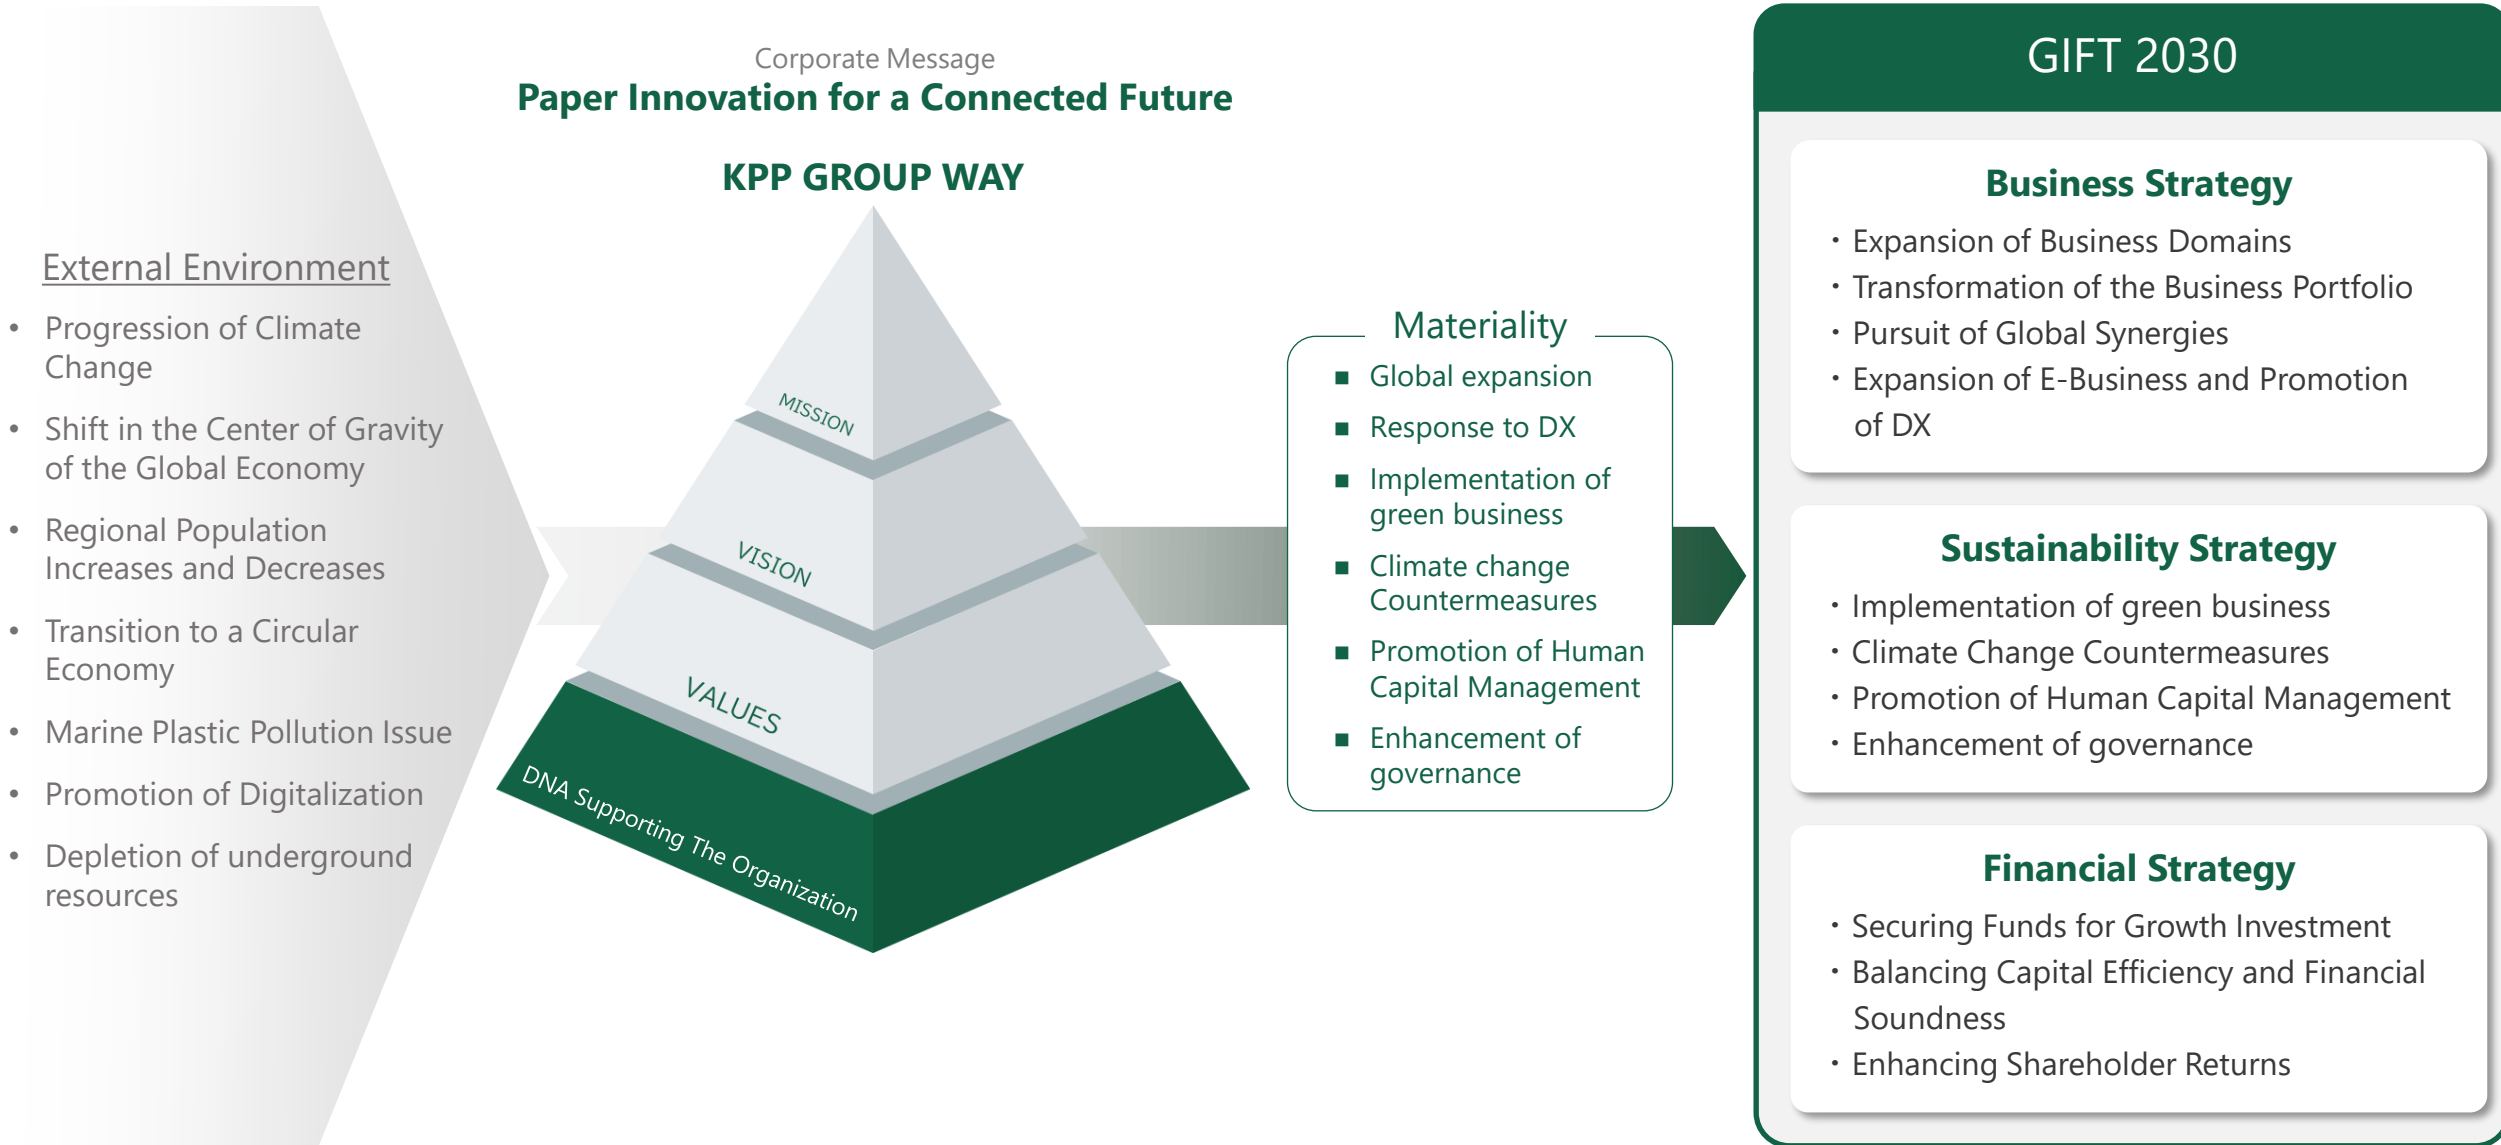 External Environment
• Progression of Climate
Change
• Shift in the Center of Gravity
of the Global Economy
• Regional Population
Increases and Decreases
• Transition to a Circular
Economy
• Marine Plastic Pollution Issue
• Promotion of Digitalization
• Depletion of underground
resources
Corporate Message
Paper Innovation for a Connected Future
KPP GROUP WAY
MISSION
VISION
VALUES
DNA Supporting The Organization
Materiality
■ Global expansion
■ Response to DX
■ Implementation of
green business
■ Climate change
Countermeasures
■ Promotion of Human
Capital Management
■ Enhancement of
governance
GIFT 2030
Business Strategy
・Expansion of Business Domains
・Transformation of the Business Portfolio
・Pursuit of Global Synergies
・Expansion of E-Business and Promotion
of DX
Sustainability Strategy
・Implementation of green business
・Climate Change Countermeasures
・Promotion of Human Capital Management
・Enhancement of governance
Financial Strategy
・Securing Funds for Growth Investment
・Balancing Capital Efficiency and Financial
Soundness
・Enhancing Shareholder Returns